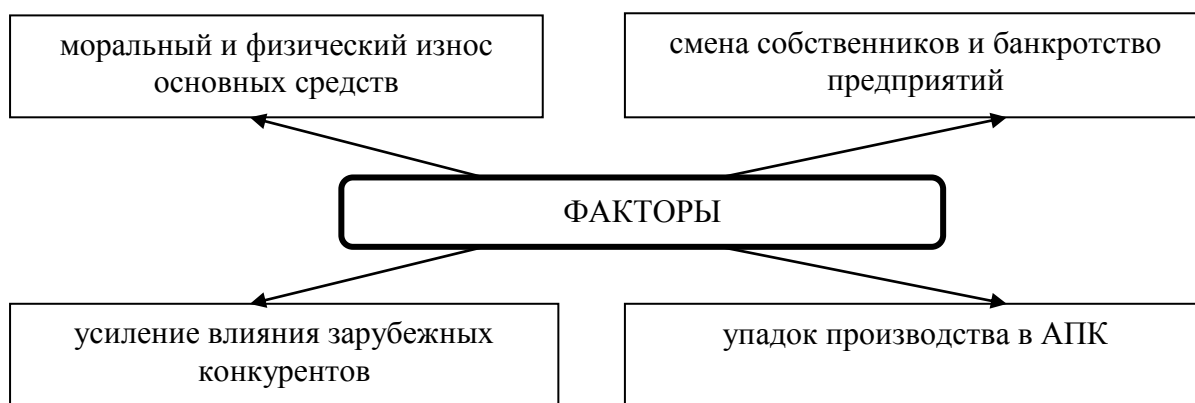 моральный и физический износ
основных средств
смена собственников и банкротство
предприятий
ФАКТОРЫ
усиление влияния зарубежных
конкурентов
упадок производства в АПК